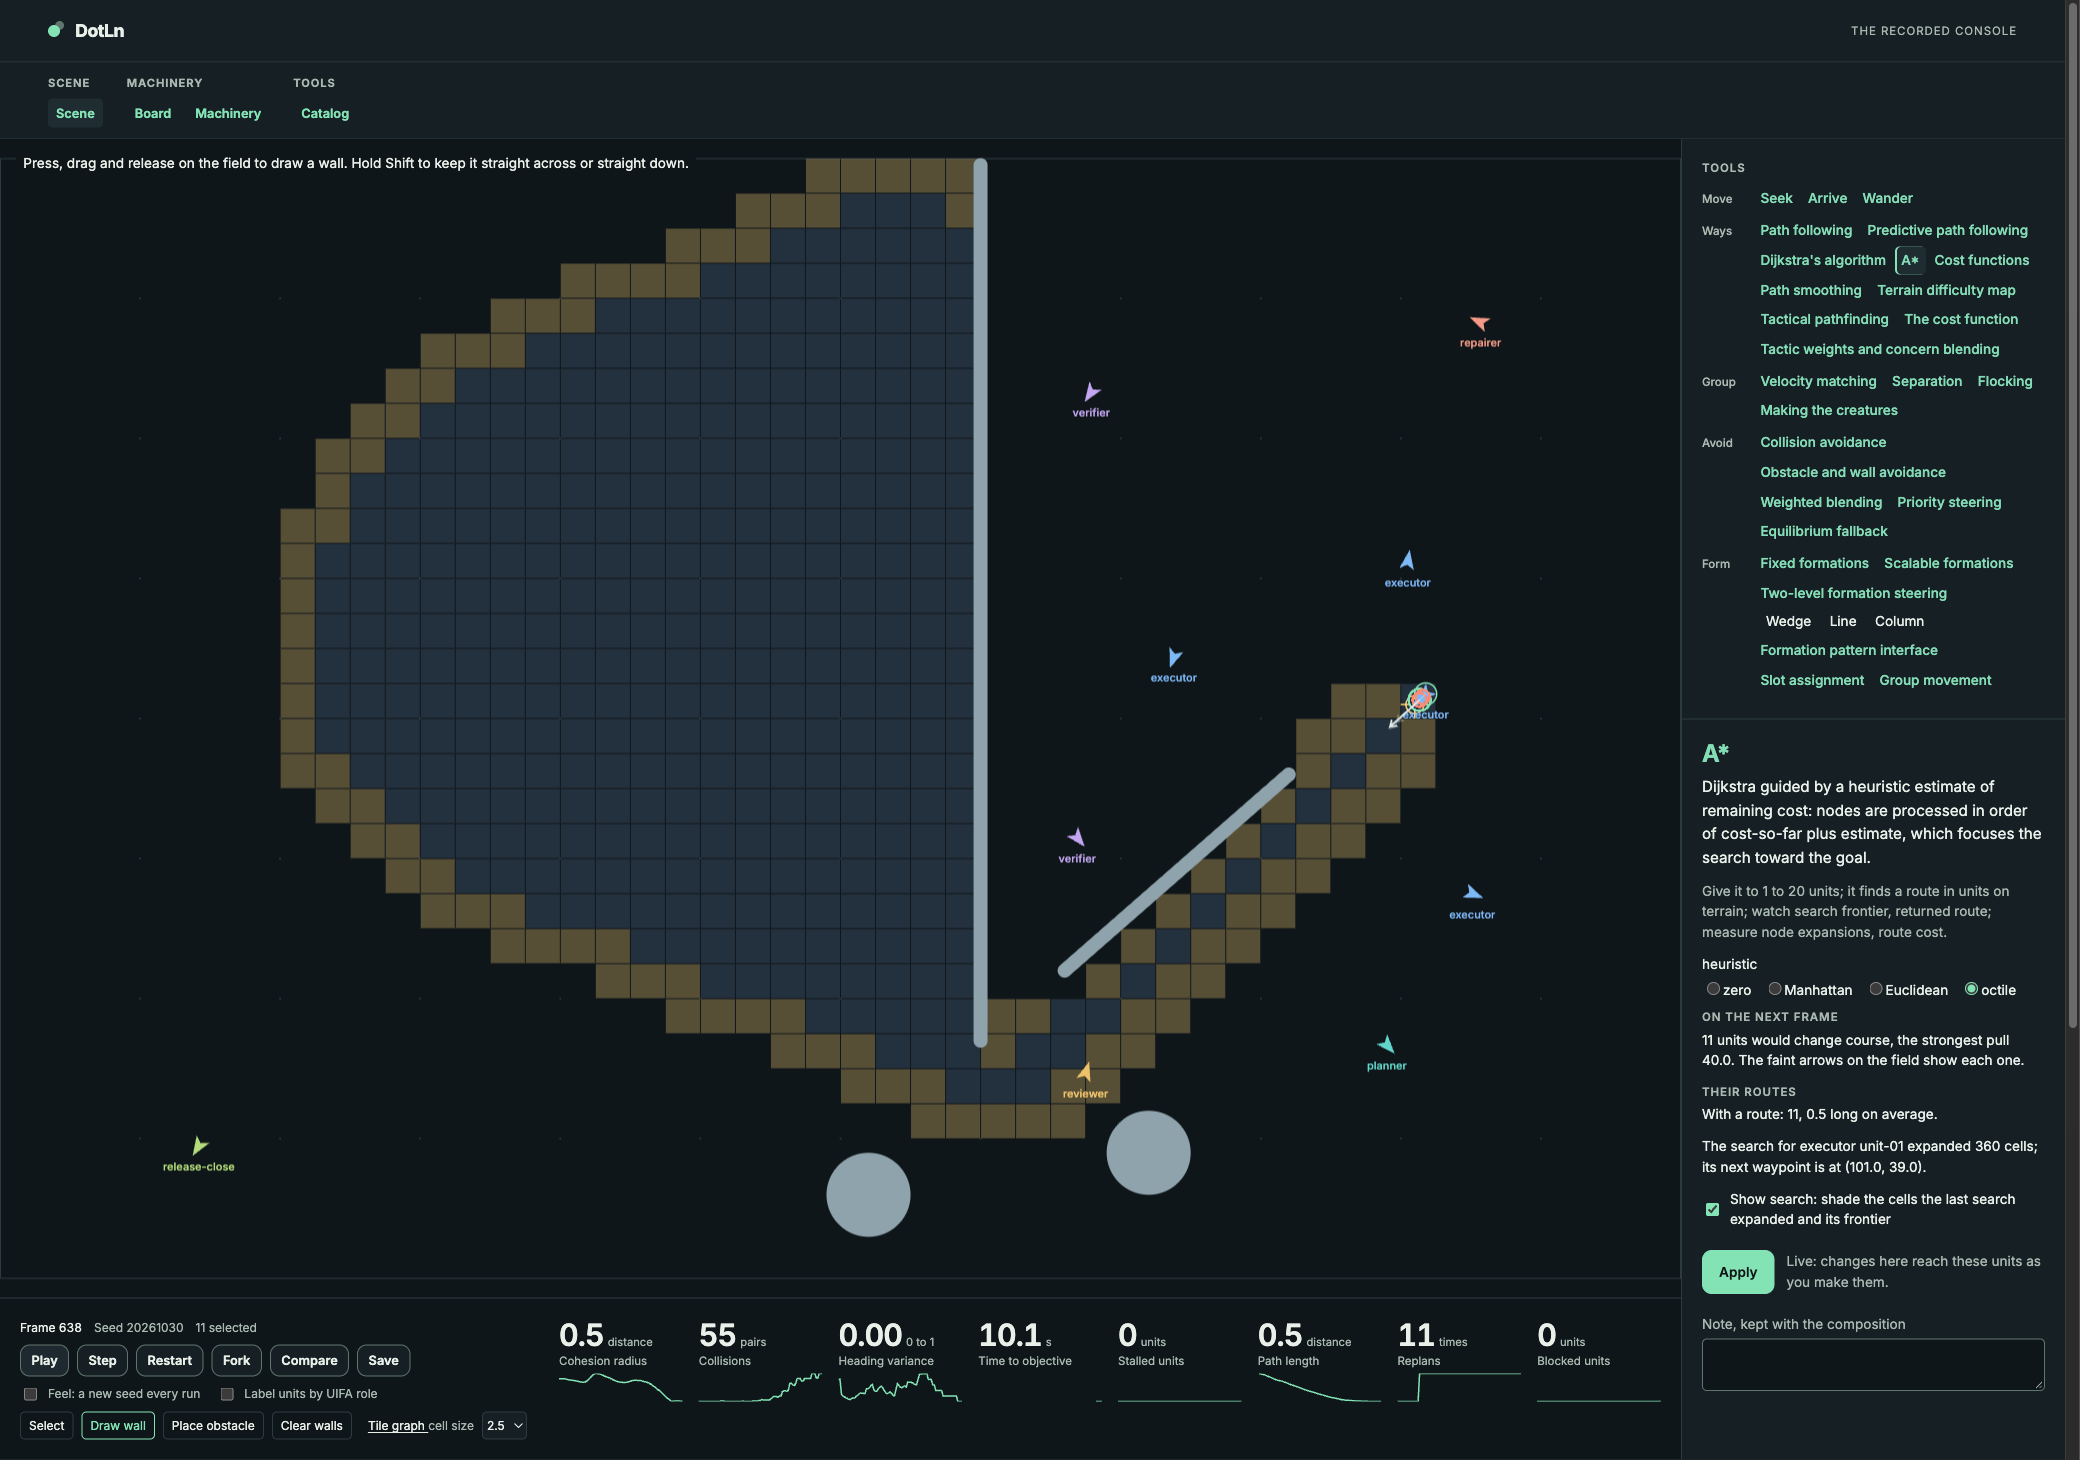 DotLn
THE RECORDED CONSOLE
SCENE
MACHINERY
TOOLS
Scene
Board
Machinery
Catalog
Press, drag and release on the field to draw a wall. Hold Shift to keep it straight across or straight down.
repairer
verifier
executor
executor
executor
verifier
executor
planner
reviewer
release-close
TOOLS
Move Seek Arrive Wander
Ways Path following Predictive path following
Dijkstra's algorithm A* Cost functions
Path smoothing Terrain difficulty map
Tactical pathfinding The cost function
Tactic weights and concern blending
Group Velocity matching Separation Flocking
Making the creatures
Avoid Collision avoidance
Obstacle and wall avoidance
Weighted blending Priority steering
Equilibrium fallback
Form Fixed formations Scalable formations
Two-level formation steering
Wedge Line Column
Formation pattern interface
Slot assignment Group movement
A*
Dijkstra guided by a heuristic estimate of
remaining cost: nodes are processed in order
of cost-so-far plus estimate, which focuses the
search toward the goal.
Give it to 1 to 20 units; it finds a route in units on
terrain; watch search frontier, returned route;
measure node expansions, route cost.
heuristic
zero Manhattan Euclidean octile
ON THE NEXT FRAME
11 units would change course, the strongest pull
40.0. The faint arrows on the field show each one.
THEIR ROUTES
With a route: 11, 0.5 long on average.
The search for executor unit-01 expanded 360 cells;
its next waypoint is at (101.0, 39.0).
Show search: shade the cells the last search
expanded and its frontier
Apply
Live: changes here reach these units as
you make them.
Note, kept with the composition
Frame 638 Seed 20261030 11 selected
Play Step Restart Fork Compare Save
Feel: a new seed every run Label units by UIFA role
Select Draw wall Place obstacle Clear walls Tile graph cell size 2.5
0.5 distance
Cohesion radius
55 pairs
Collisions
0.00 0 to 1
Heading variance
10.1 s
Time to objective
0 units
Stalled units
0.5 distance
Path length
11 times
Replans
0 units
Blocked units